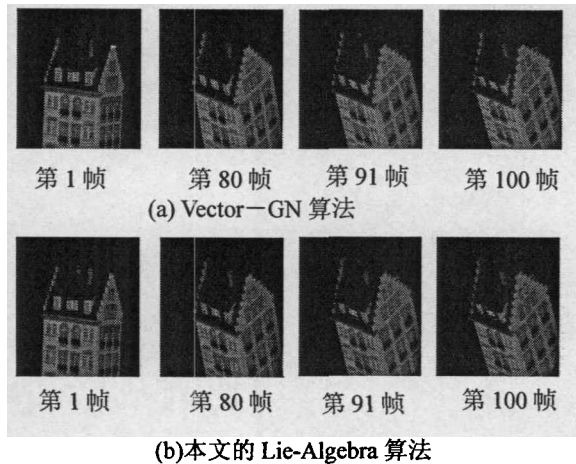 第 1 帧 第 80 帧 第 91 帧 第 100 帧
(a) Vector－GN 算法
第 1 帧 第 80 帧 第 91 帧 第 100 帧
(b)本文的 Lie-Algebra 算法